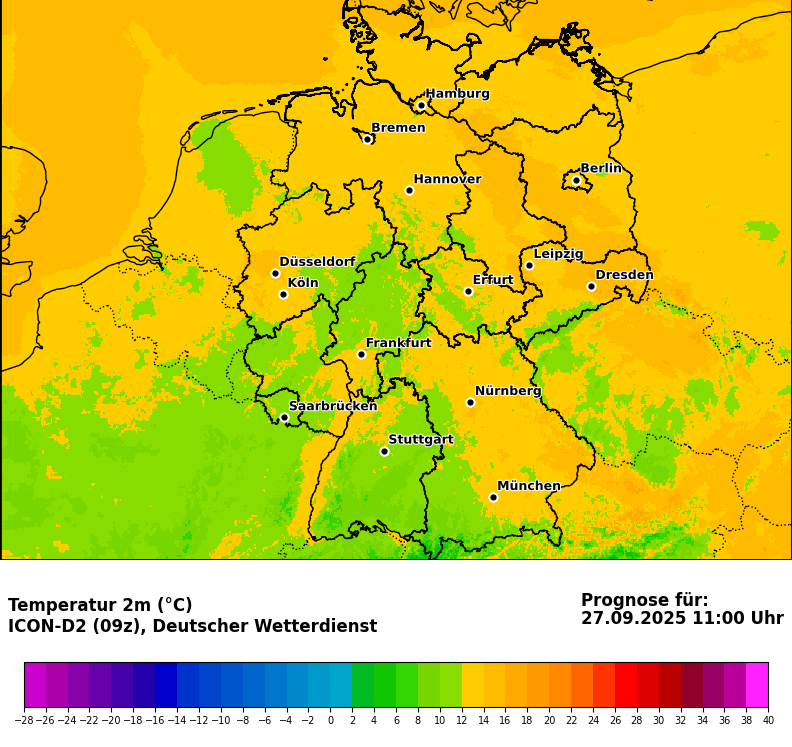 Hamburg
Bremen
Berlin
Hannover
Leipzig
Düsseldorf
Dresden
Köln
Erfurt
Frankfurt
Nürnberg
Saarbrücken
Stuttgart
München
Temperatur 2m (°C)
ICON-D2 (09z), Deutscher Wetterdienst
Prognose für:
27.09.2025 11:00 Uhr
−28 −26 −24 −22 −20 −18 −16 −14 −12 −10 −8 −6 −4 −2 0 2 4 6 8 10 12 14 16 18 20 22 24 26 28 30 32 34 36 38 40